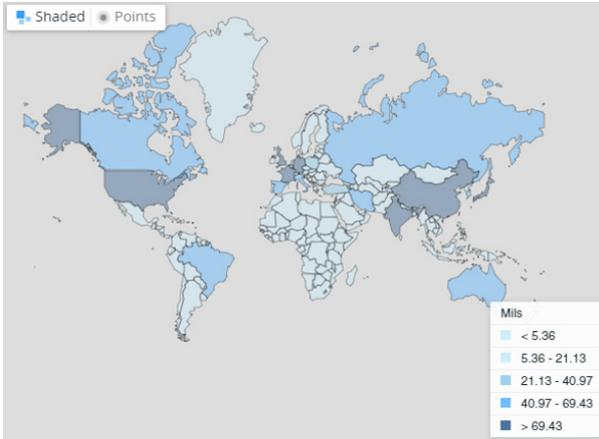 Shaded Points
Mils
< 5.36
5.36 - 21.13
21.13 - 40.97
40.97 - 69.43
> 69.43